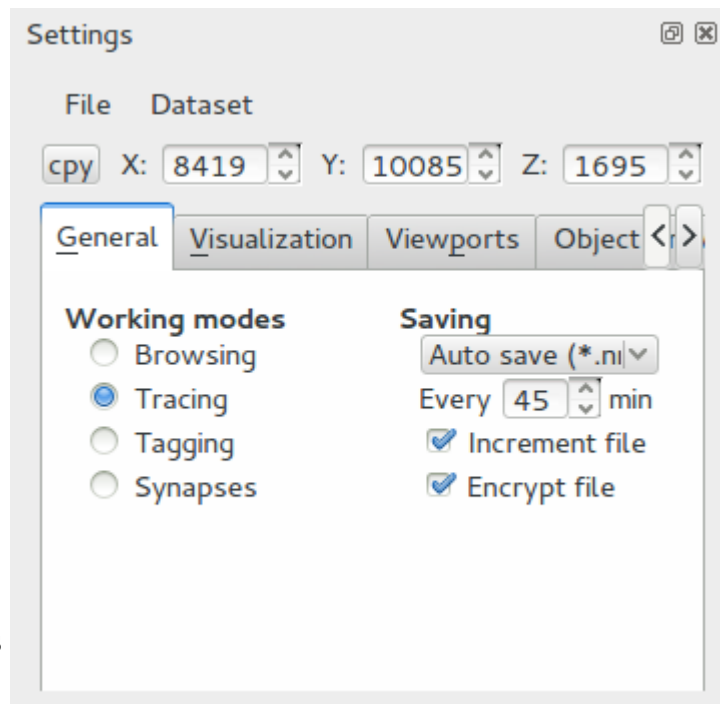 Settings
File Dataset
cpy X: 8419 Y: 10085 Z: 1695
General Visualization Viewports Object
Working modes Saving
Browsing Auto save (*.n
Tracing Every 45 min
Tagging Increment file
Synapses Encrypt file